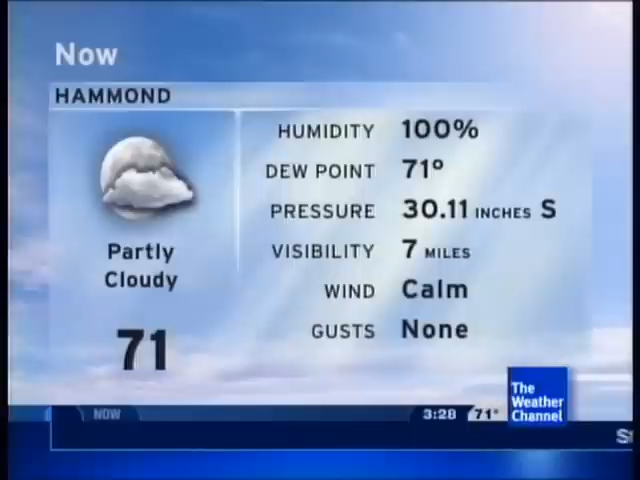 Now
HAMMOND
Partly
Cloudy
71
HUMIDITY 100%
DEW POINT 71°
PRESSURE 30.11 INCHES S
VISIBILITY 7 MILES
WIND Calm
GUSTS None
The
Weather
Channel
NOW 3:28 71°